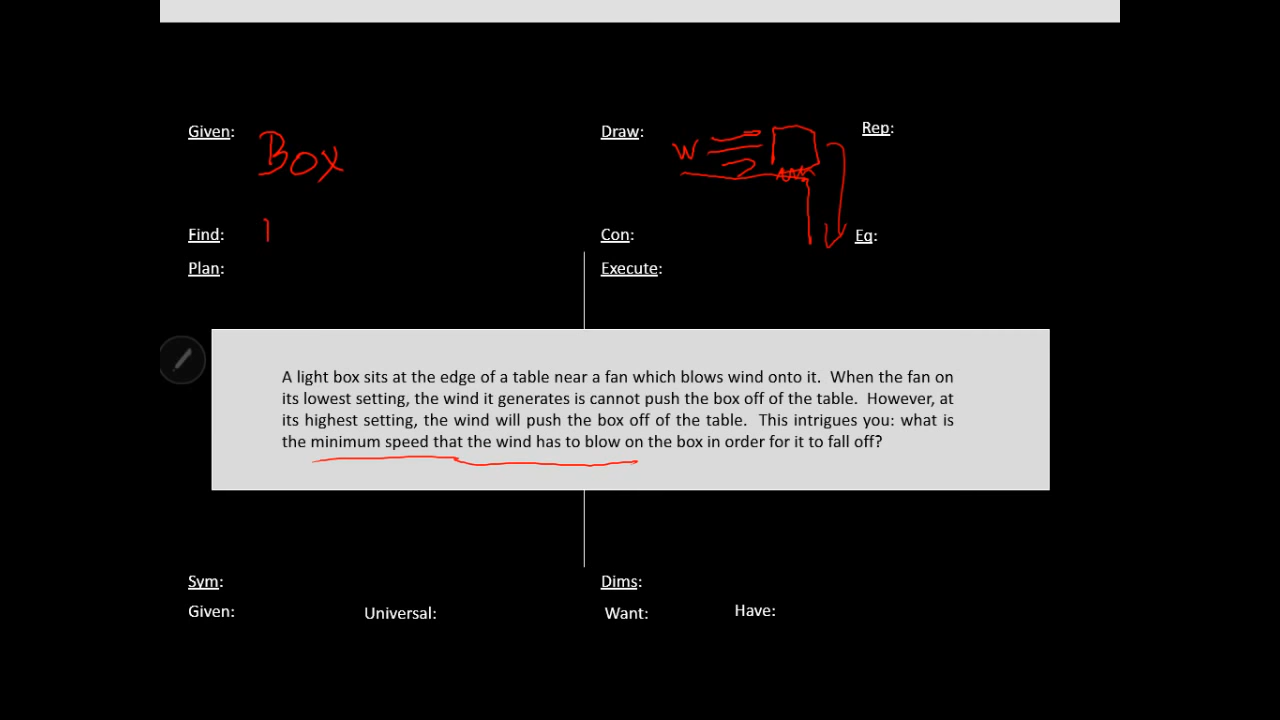 Given:
Box
Draw:
W
Rep:
Find:
Con:
Eq:
Plan:
Execute:
A light box sits at the edge of a table near a fan which blows wind onto it. When the fan on
its lowest setting, the wind it generates is cannot push the box off of the table. However, at
its highest setting, the wind will push the box off of the table. This intrigues you: what is
the minimum speed that the wind has to blow on the box in order for it to fall off?
Sym:
Dims:
Given:
Universal:
Want:
Have: